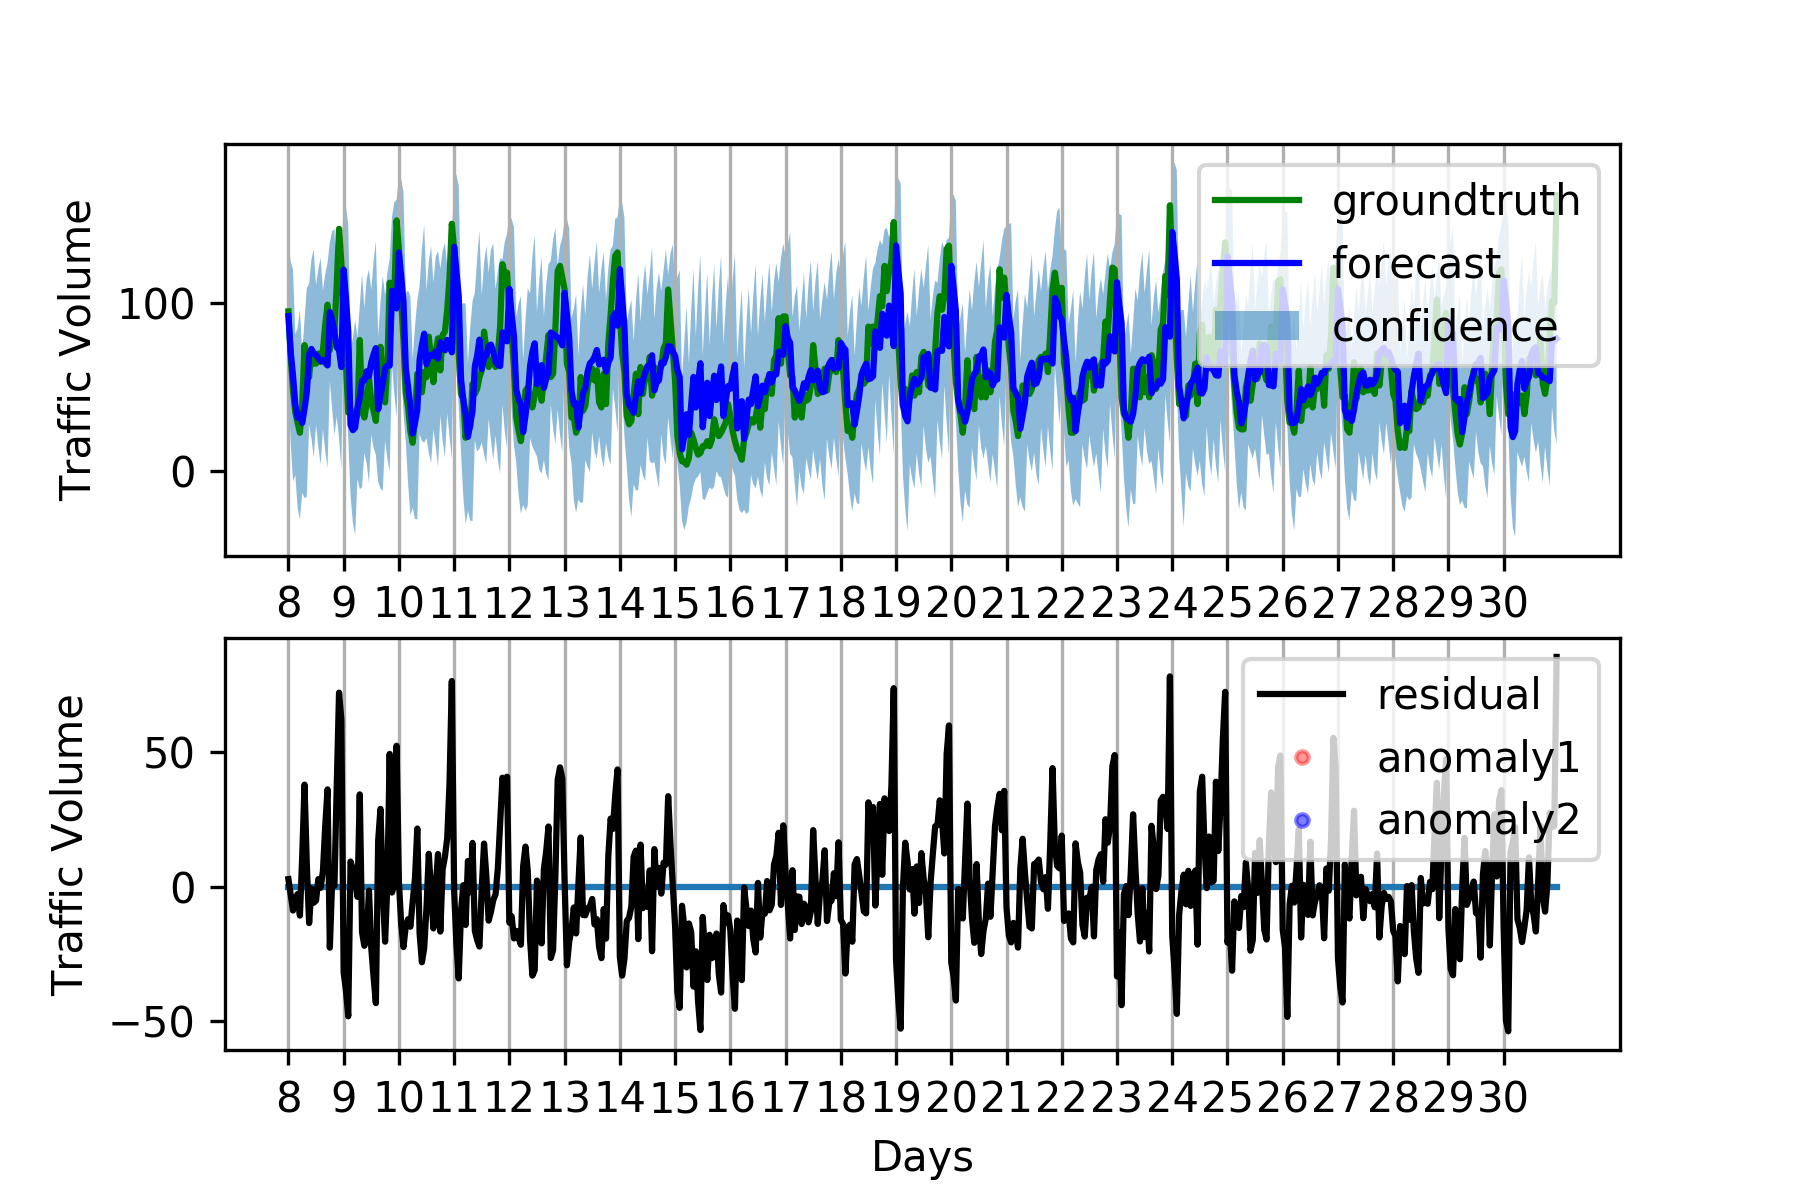 Traffic Volume
100
0
groundtruth
forecast
confidence
8 9 10 11 12 13 14 15 16 17 18 19 20 21 22 23 24 25 26 27 28 29 30
Traffic Volume
50
0
−50
residual
anomaly1
anomaly2
8 9 10 11 12 13 14 15 16 17 18 19 20 21 22 23 24 25 26 27 28 29 30
Days